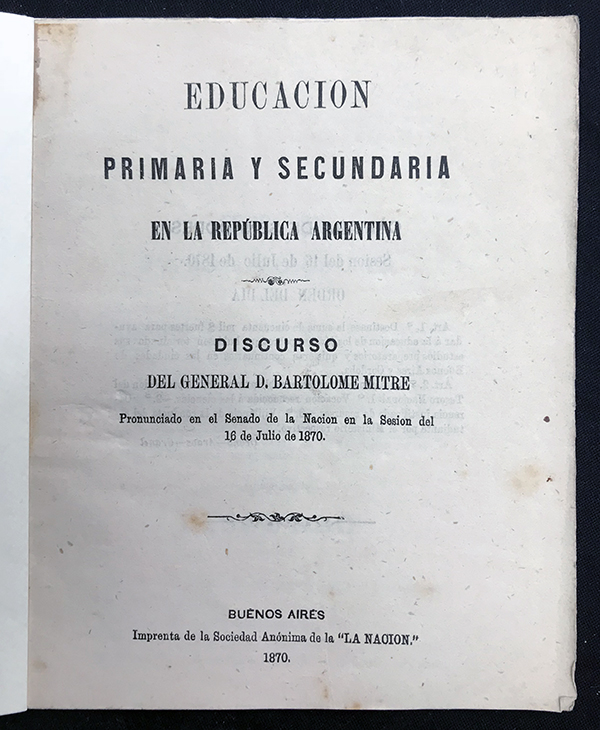 EDUCACION
PRIMARIA Y SECUNDARIA
EN LA REPÚBLICA ARGENTINA
DISCURSO
DEL GENERAL D. BARTOLOME MITRE
Pronunciado en el Senado de la Nacion en la Sesion del
16 de Julio de 1870.
BUENOS AIRES
Imprenta de la Sociedad Anónima de la "LA NACION."
1870.